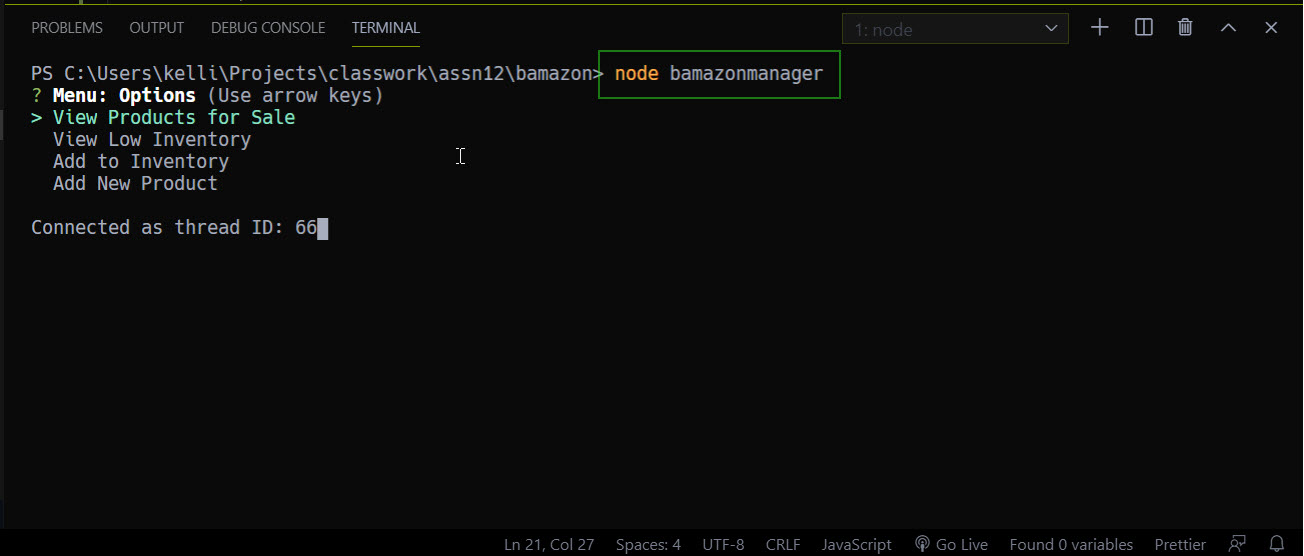 PROBLEMS OUTPUT DEBUG CONSOLE TERMINAL 1: node
PS C:\Users\kelli\Projects\classwork\assn12\bamazon> node bamazonmanager
? Menu: Options (Use arrow keys)
> View Products for Sale
View Low Inventory
Add to Inventory
Add New Product
Connected as thread ID: 66
Ln 21, Col 27 Spaces: 4 UTF-8 CRLF JavaScript Go Live Found 0 variables Prettier